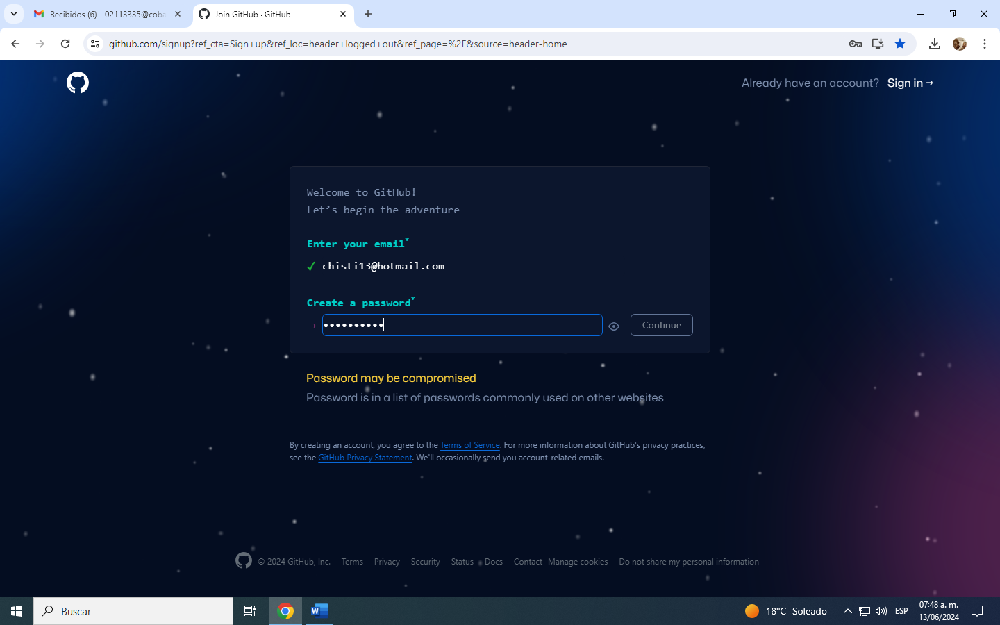 Recibidos (6) - 02113335@coba
Join GitHub · GitHub
github.com/signup?ref_cta=Sign+up&ref_loc=header+logged+out&ref_page=%2F&source=header-home
Already have an account? Sign in →
Welcome to GitHub!
Let’s begin the adventure
Enter your email*
✓ chisti13@hotmail.com
Create a password*
→ •••••••••• Continue
Password may be compromised
Password is in a list of passwords commonly used on other websites
By creating an account, you agree to the Terms of Service. For more information about GitHub's privacy practices,
see the GitHub Privacy Statement. We'll occasionally send you account-related emails.
© 2024 GitHub, Inc. Terms Privacy Security Status Docs Contact Manage cookies Do not share my personal information
Buscar
W
18°C Soleado
ESP
07:48 a. m.
13/06/2024